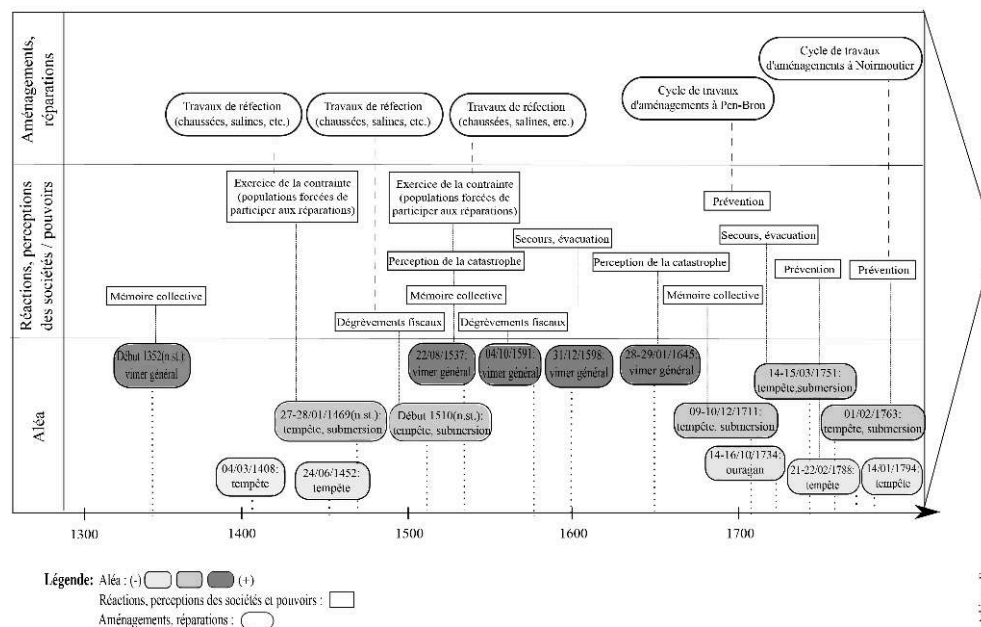 Aménagements,
réparations
Cycle de travaux
d'aménagements à Noirmoutier
Cycle de travaux
d'aménagements à Pen-Bron
Travaux de réfection
(chaussées, salines, etc.)
Travaux de réfection
(chaussées, salines, etc.)
Travaux de réfection
(chaussées, salines, erc.)
Réactions, perceptions
des sociétés / pouvoirs
Exercice de la contrainte
(populations forcées de
participer aux réparations)
Exercice de la contrainte
(populations forcées de
participer aux réparations)
Prévention
Secours, évacuation
Secours, évacuation
Perception de la catastrophe
Perception de la catastrophe
Prévention
Prévention
Mémoire collective
Mémoire collective
Mémoire collective
Dégrèvements fiscaux
Dégrèvements fiscaux
Aléa
Début 1352(n.st.):
vimer général
22/08/1537:
vimer général
04/10/1591:
vimer général
31/12/1598:
vimer général
28-29/01/1645:
vimer général
14-15/03/1751:
tempête,submersion
27-28/01/1469(n.st.):
tempête, submersion
Début 1510(n.st.):
tempête, submersion
09-10/12/1711:
tempête, submersion
01/02/1763:
tempête, submersion
04/03/1408:
tempête
24/06/1452:
tempête
14-16/10/1734:
ouragan
21-22/02/1788:
tempête
14/01/1794:
tempête
1300
1400
1500
1600
1700
Légende: Aléa : (-) (+)
Réactions, perceptions des sociétés et pouvoirs :
Aménagements, réparations :